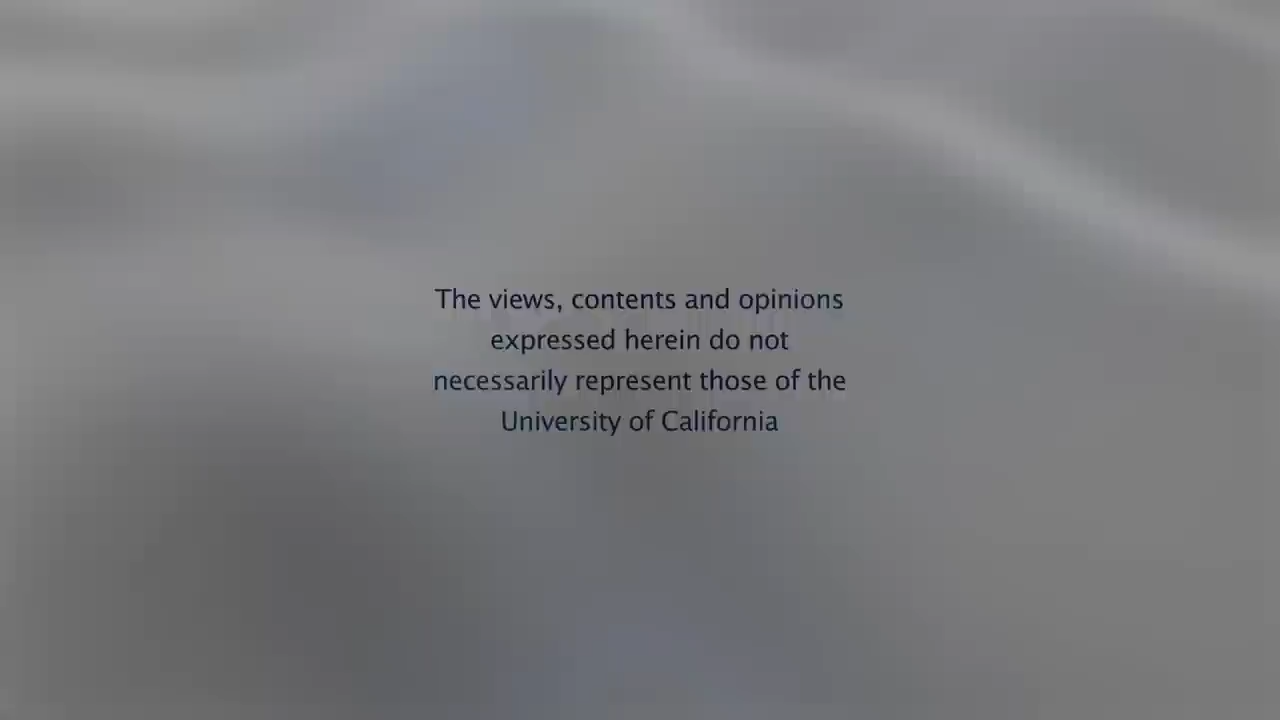 The views, contents and opinions
expressed herein do not
necessarily represent those of the
University of California